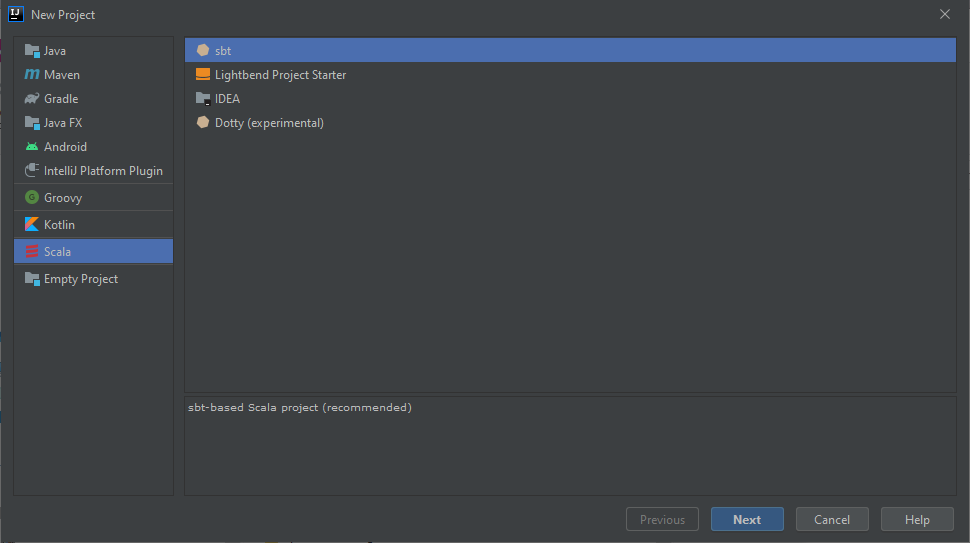 New Project
Java
Maven
Gradle
Java FX
Android
IntelliJ Platform Plugin
Groovy
Kotlin
Scala
Empty Project
sbt
Lightbend Project Starter
IDEA
Dotty (experimental)
sbt-based Scala project (recommended)
Previous
Next
Cancel
Help